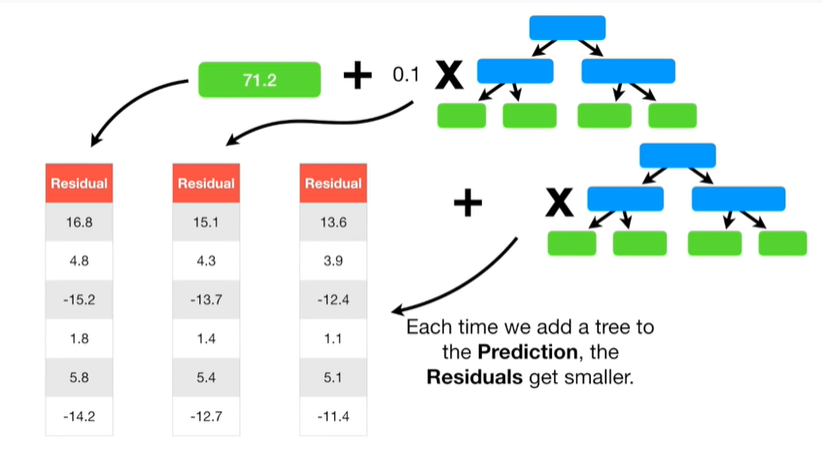 71.2 + 0.1 X
+ X
Residual Residual Residual
16.8 15.1 13.6
4.8 4.3 3.9
-15.2 -13.7 -12.4
1.8 1.4 1.1
5.8 5.4 5.1
-14.2 -12.7 -11.4
Each time we add a tree to
the Prediction, the
Residuals get smaller.